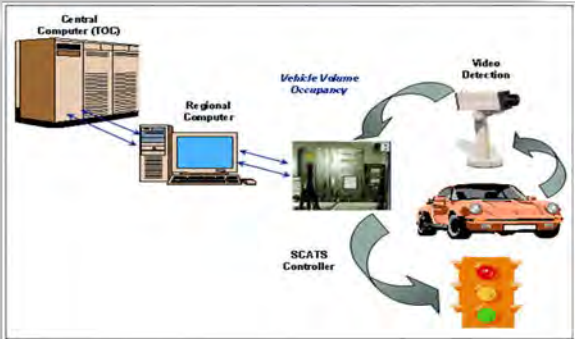 Central
Computer (TOC)
Regional
Computer
Vehicle Volume
Occupancy
Video
Detection
SCATS
Controller